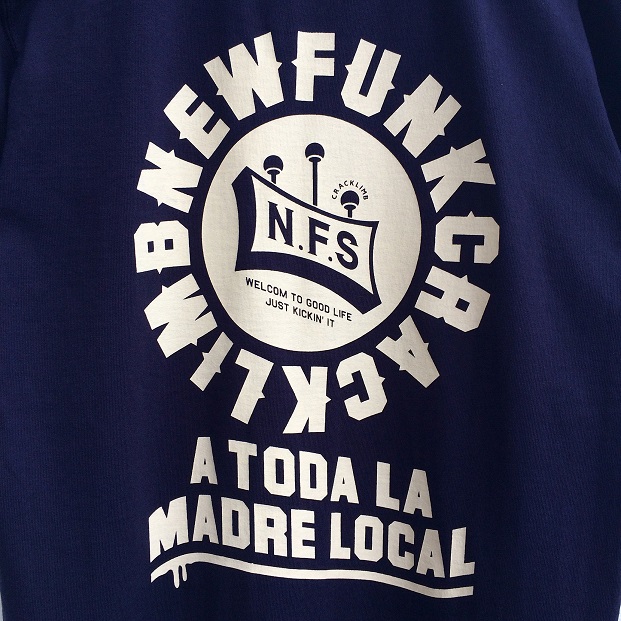 NEWFUNKCRACKLIMB
CRACKLIMB
N.F.S
WELCOM TO GOOD LIFE
JUST KICKIN' IT
A TODA LA
MADRE LOCAL